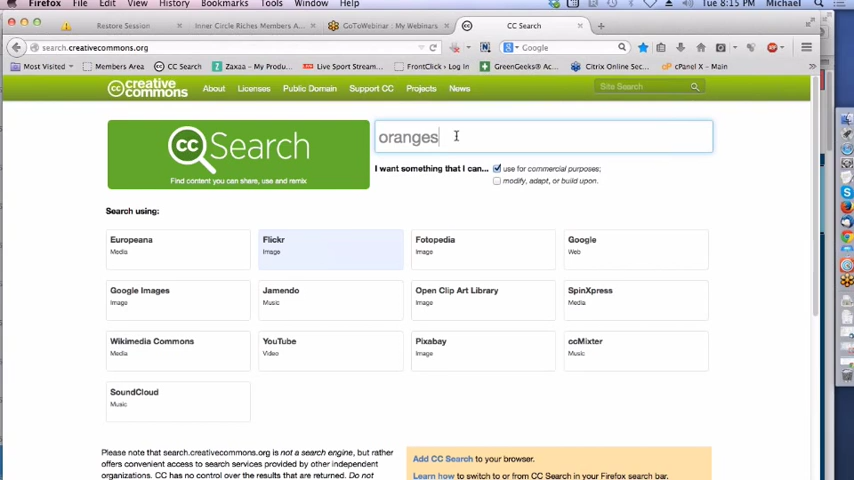 Firefox File Edit View History Bookmarks Tools Window Help Tu 8:15 PM Michael
CC Search
Restore Session Inner Circle Riches Members A... GoToWebinar : My Webinars CC Search
search.creativecommons.org Google
Most Visited Members Area CC Search Zaxaa – My Produ... Live Sport Stream... FrontClick › Log In GreenGeeks® Ac... Citrix Online Sec... cPanel X – Main
creative commons About Licenses Public Domain Support CC Projects News Site Search
cc Search
Find content you can share, use and remix
oranges
I want something that I can... use for commercial purposes;
modify, adapt, or build upon.
Search using:
Europeana Flickr Fotopedia Google
Media Image Image Web
Google Images Jamendo Open Clip Art Library SpinXpress
Image Music Image Media
Wikimedia Commons YouTube Pixabay ccMixter
Media Video Image Music
SoundCloud
Music
Please note that search.creativecommons.org is not a search engine, but rather
offers convenient access to search services provided by other independent
organizations. CC has no control over the results that are returned. Do not
Add CC Search to your browser.
Learn how to switch to or from CC Search in your Firefox search bar.